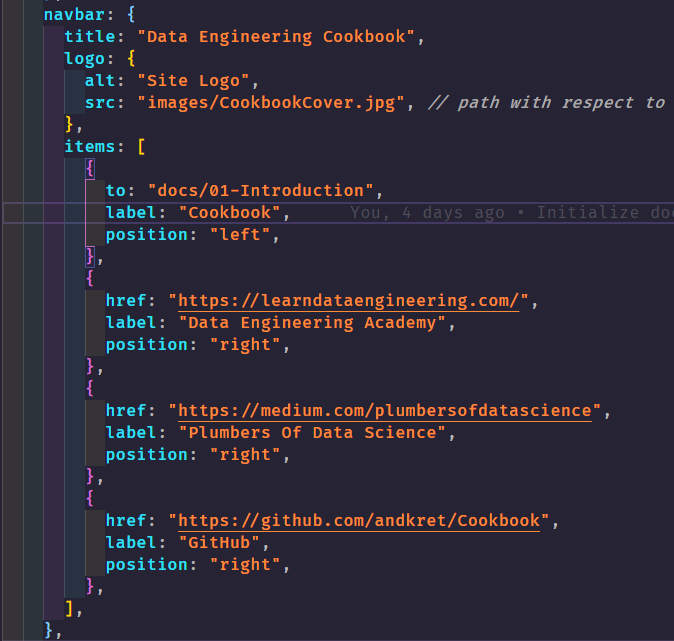 navbar: {
title: "Data Engineering Cookbook",
logo: {
alt: "Site Logo",
src: "images/CookbookCover.jpg", // path with respect to
},
items: [
{
to: "docs/01-Introduction",
label: "Cookbook", You, 4 days ago • Initialize
position: "left",
},
{
href: "https://learndataengineering.com/",
label: "Data Engineering Academy",
position: "right",
},
{
href: "https://medium.com/plumbersofdatascience",
label: "Plumbers Of Data Science",
position: "right",
},
{
href: "https://github.com/andkret/Cookbook",
label: "GitHub",
position: "right",
},
],
},